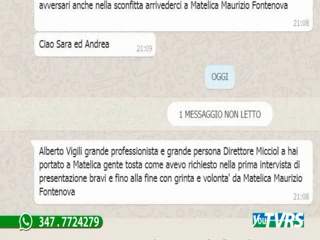 avversari anche nella sconfitta arrivederci a Matelica Maurizio Fontenova
21:08
Ciao Sara ed Andrea
21:09
OGGI
1 MESSAGGIO NON LETTO
Alberto Vigili grande professionista e grande persona Direttore Micciol a hai
portato a Matelica gente tosta come avevo richiesto nella prima intervista di
presentazione bravi e fino alla fine con grinta e volonta' da Matelica Maurizio
Fontenova
21:08
347.7724279
YouTVRS